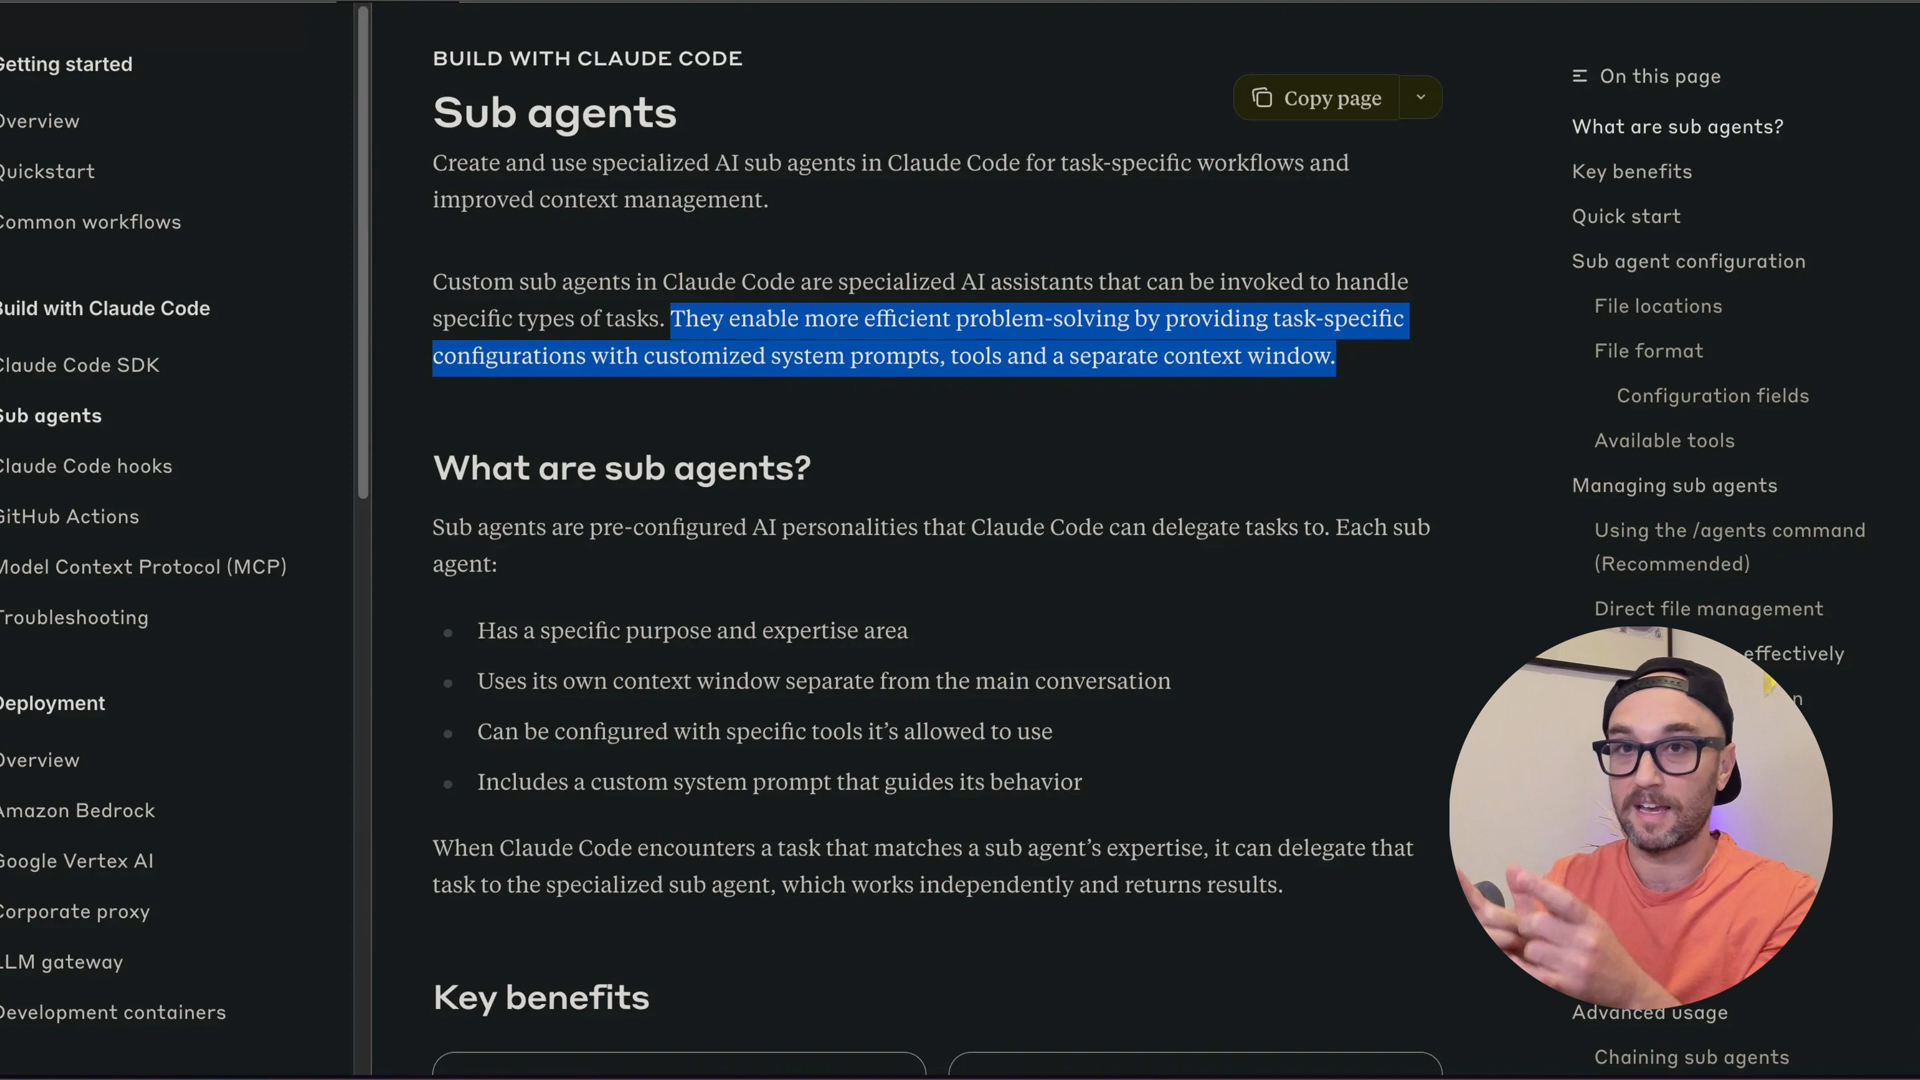 Getting started
Overview
Quickstart
Common workflows
Build with Claude Code
Claude Code SDK
Sub agents
Claude Code hooks
GitHub Actions
Model Context Protocol (MCP)
Troubleshooting
Deployment
Overview
Amazon Bedrock
Google Vertex AI
Corporate proxy
LLM gateway
Development containers
BUILD WITH CLAUDE CODE
Sub agents
Copy page
Create and use specialized AI sub agents in Claude Code for task-specific workflows and
improved context management.
Custom sub agents in Claude Code are specialized AI assistants that can be invoked to handle
specific types of tasks. They enable more efficient problem-solving by providing task-specific
configurations with customized system prompts, tools and a separate context window.
What are sub agents?
Sub agents are pre-configured AI personalities that Claude Code can delegate tasks to. Each sub
agent:
Has a specific purpose and expertise area
Uses its own context window separate from the main conversation
Can be configured with specific tools it’s allowed to use
Includes a custom system prompt that guides its behavior
When Claude Code encounters a task that matches a sub agent’s expertise, it can delegate that
task to the specialized sub agent, which works independently and returns results.
Key benefits
On this page
What are sub agents?
Key benefits
Quick start
Sub agent configuration
File locations
File format
Configuration fields
Available tools
Managing sub agents
Using the /agents command
(Recommended)
Direct file management
effectively
Advanced usage
Chaining sub agents